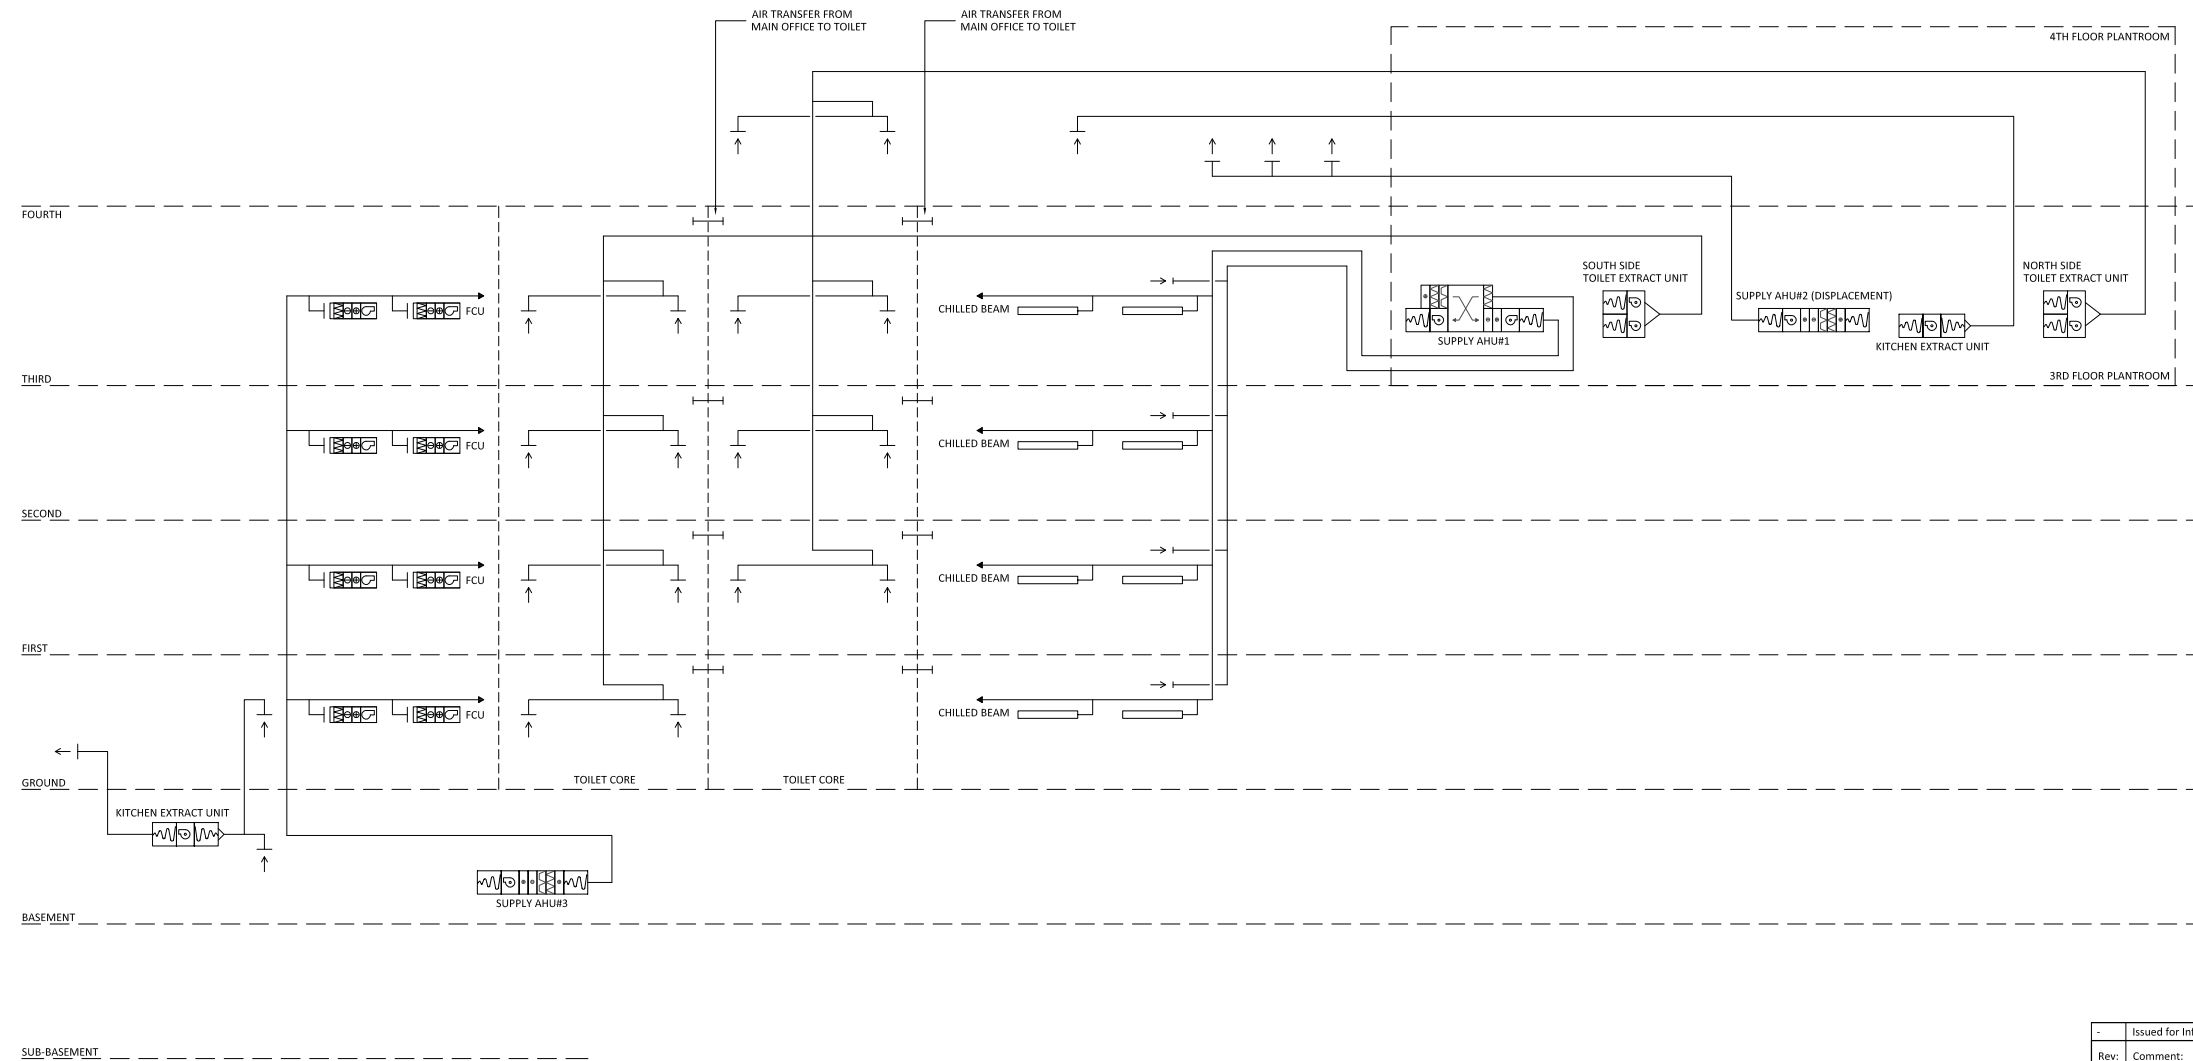 AIR TRANSFER FROM
MAIN OFFICE TO TOILET
AIR TRANSFER FROM
MAIN OFFICE TO TOILET
4TH FLOOR PLANTROOM
FOURTH
SOUTH SIDE
TOILET EXTRACT UNIT
NORTH SIDE
TOILET EXTRACT UNIT
SUPPLY AHU#2 (DISPLACEMENT)
FCU
CHILLED BEAM
SUPPLY AHU#1
KITCHEN EXTRACT UNIT
THIRD
3RD FLOOR PLANTROOM
FCU
CHILLED BEAM
SECOND
FCU
CHILLED BEAM
FIRST
FCU
CHILLED BEAM
GROUND
TOILET CORE
TOILET CORE
KITCHEN EXTRACT UNIT
SUPPLY AHU#3
BASEMENT
SUB-BASEMENT
- Issued for
Rev: Comment: